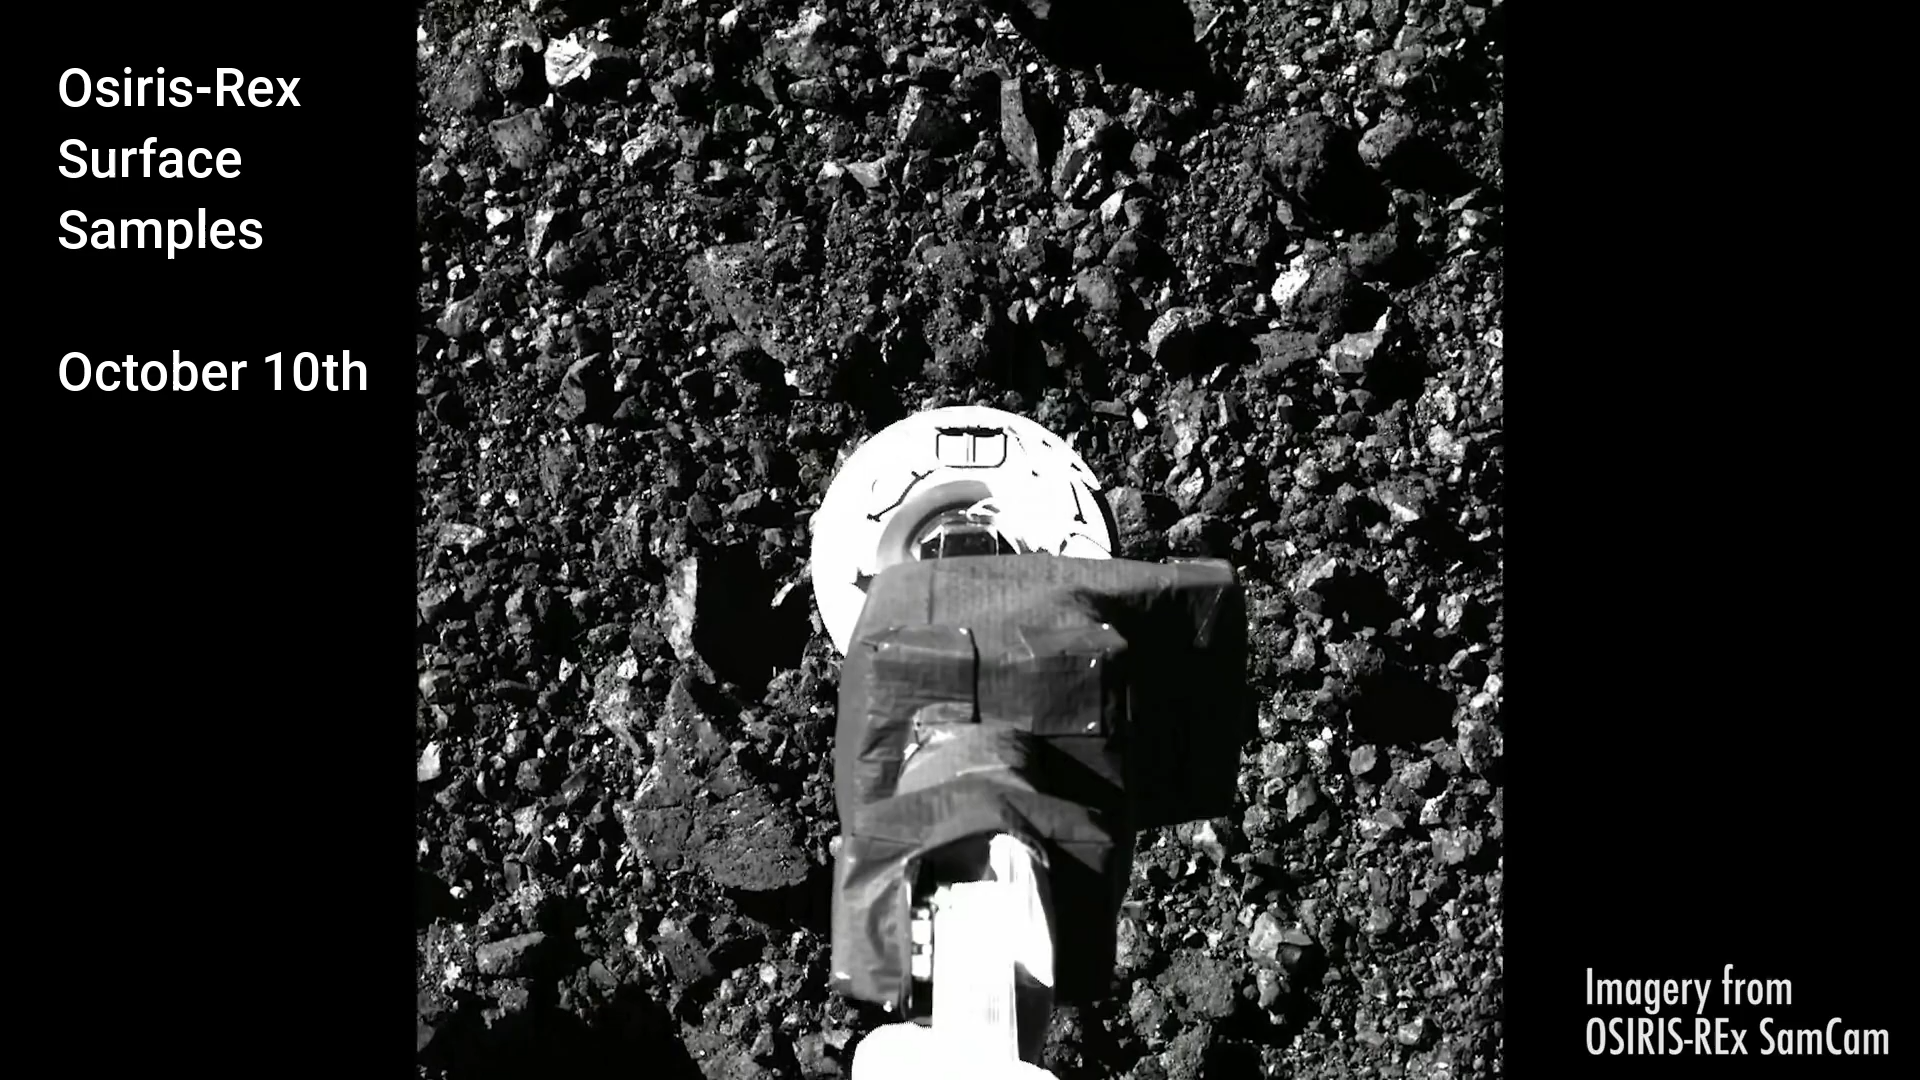 Osiris-Rex
Surface
Samples
October 10th
Imagery from
OSIRIS-REx SamCam